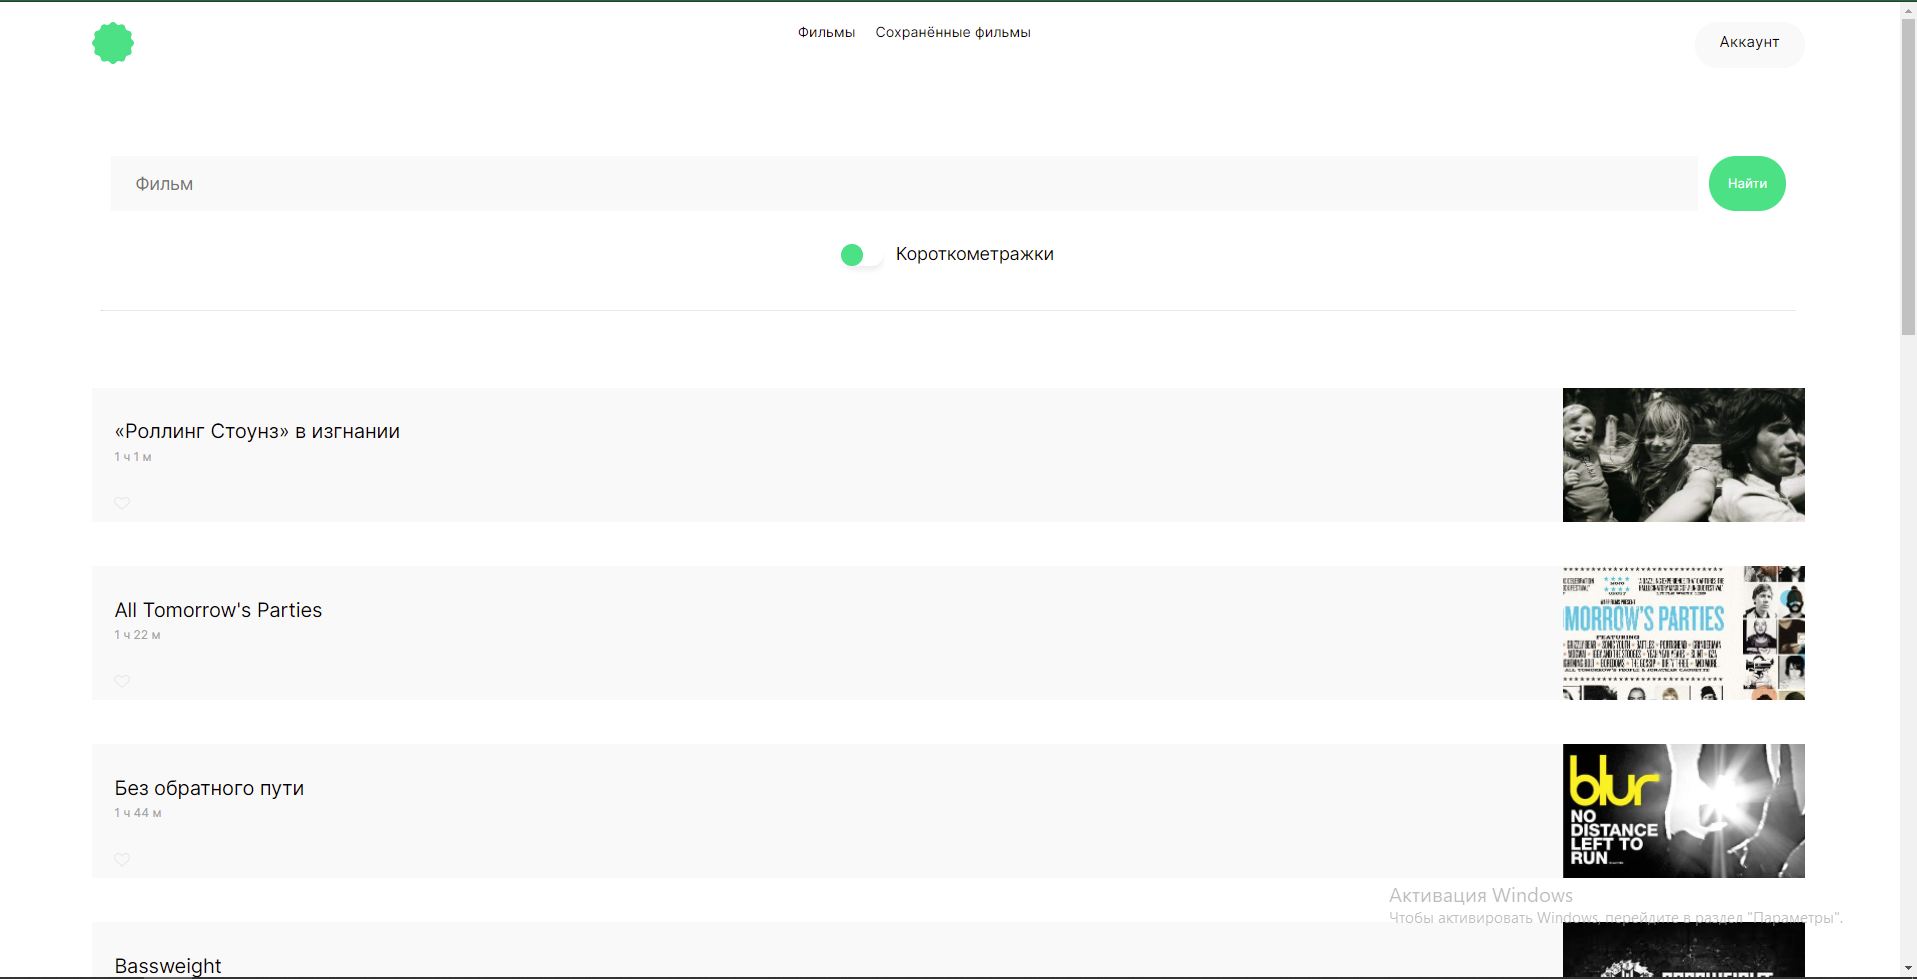 Фильмы Сохранённые фильмы
Аккаунт
Фильм
Найти
Короткометражки
«Роллинг Стоунз» в изгнании
1 ч 1 м
All Tomorrow's Parties
1 ч 22 м
MORROW'S PARTIES
FEATURING
Без обратного пути
1 ч 44 м
blur
NO
DISTANCE
LEFT TO
RUN
Активация Windows
Чтобы активировать Windows, перейдите в раздел "Параметры".
Bassweight